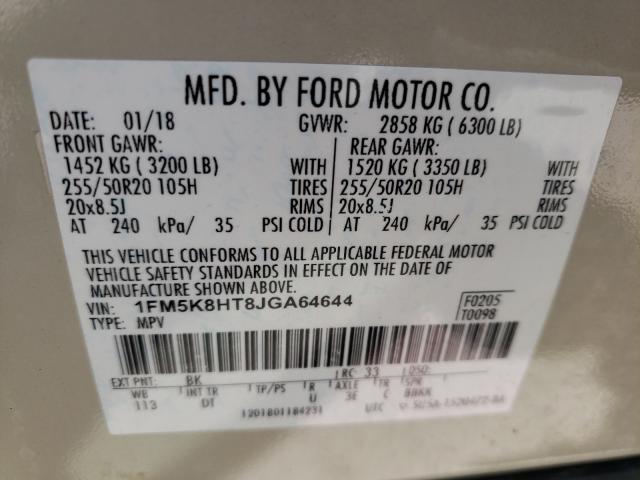 MFD. BY FORD MOTOR CO.
DATE: 01/18 GVWR: 2858 KG ( 6300 LB)
FRONT GAWR: REAR GAWR:
1452 KG ( 3200 LB) WITH 1520 KG ( 3350 LB) WITH
255/50R20 105H TIRES 255/50R20 105H TIRES
20x8.5J RIMS 20x8.5J RIMS
AT 240 kPa/ 35 PSI COLD AT 240 kPa/ 35 PSI COLD
THIS VEHICLE CONFORMS TO ALL APPLICABLE FEDERAL MOTOR
VEHICLE SAFETY STANDARDS IN EFFECT ON THE DATE OF
MANUFACTURE SHOWN ABOVE.
VIN: 1FM5K8HT8JGA64644 F0205
TYPE: MPV T0098
EXT PNT: BK RC: 33 DSO:
WB INT TR TP/PS R AXLE TR SPR
113 DT U 3E C BBKK
1201801184231 UTC